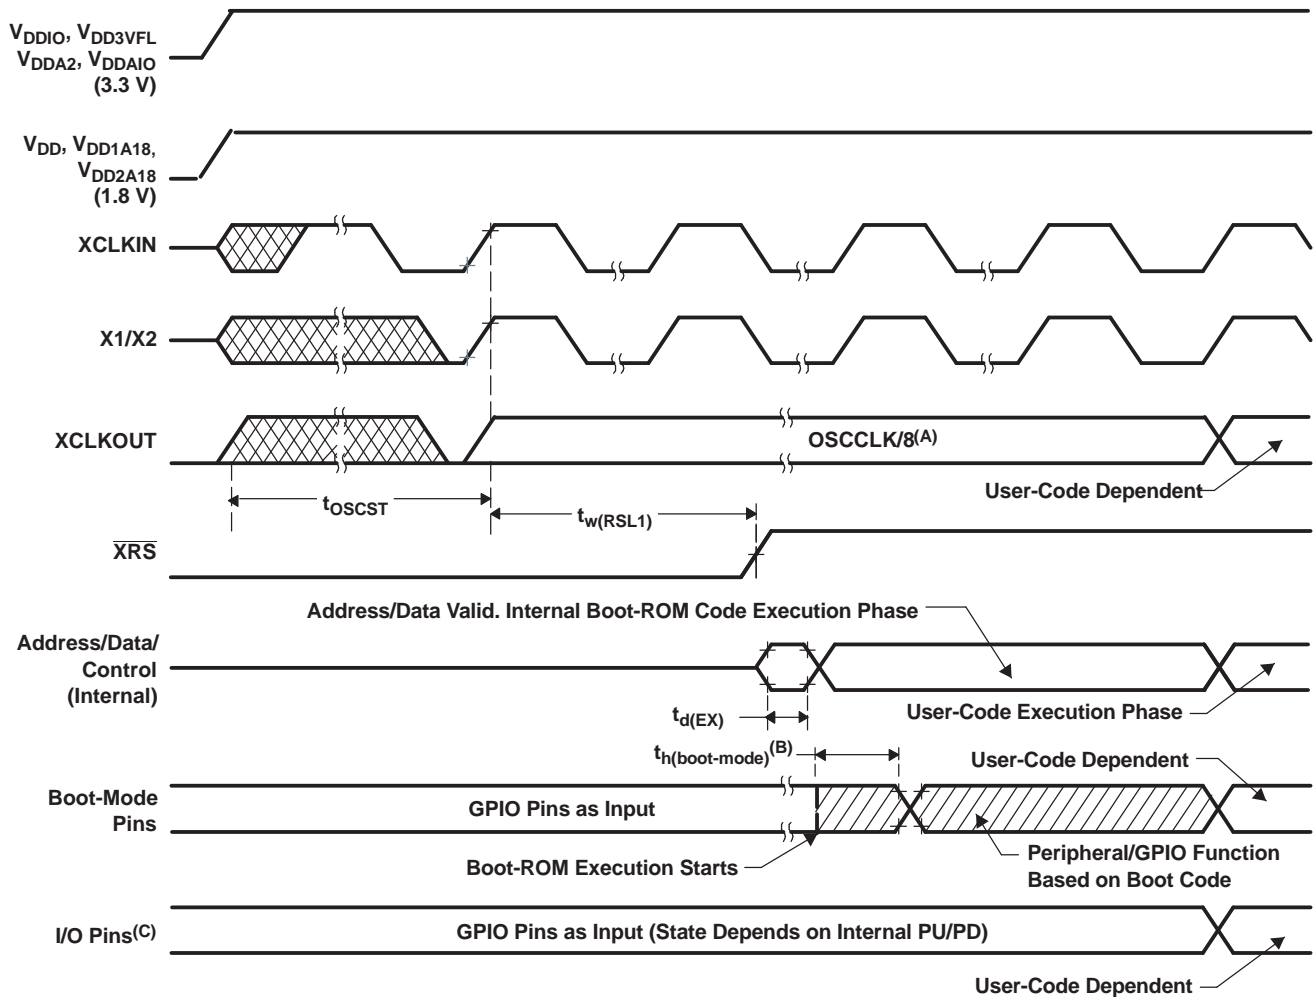 VDDIO, VDD3VFL
VDDA2, VDDAIO
(3.3 V)
VDD, VDD1A18,
VDD2A18
(1.8 V)
XCLKIN
X1/X2
XCLKOUT
OSCCLK/8(A)
User-Code Dependent
tOSCST
tw(RSL1)
XRS
Address/Data Valid. Internal Boot-ROM Code Execution Phase
Address/Data/
Control
(Internal)
td(EX)
User-Code Execution Phase
th(boot-mode)(B)
User-Code Dependent
Boot-Mode
Pins
GPIO Pins as Input
Boot-ROM Execution Starts
Peripheral/GPIO Function
Based on Boot Code
I/O Pins(C)
GPIO Pins as Input (State Depends on Internal PU/PD)
User-Code Dependent